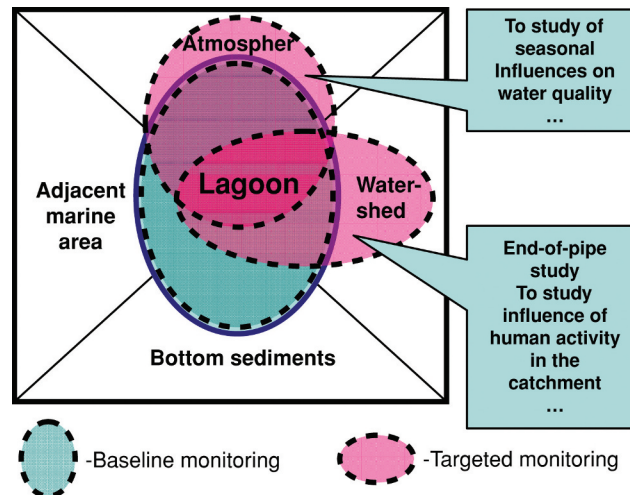 Atmospher
To study of
seasonal
Influences on
water quality
...
Adjacent
marine
area
Lagoon
Water-
shed
End-of-pipe
study
To study
influence of
human activity
in the
catchment
...
Bottom sediments
-Baseline monitoring
-Targeted monitoring